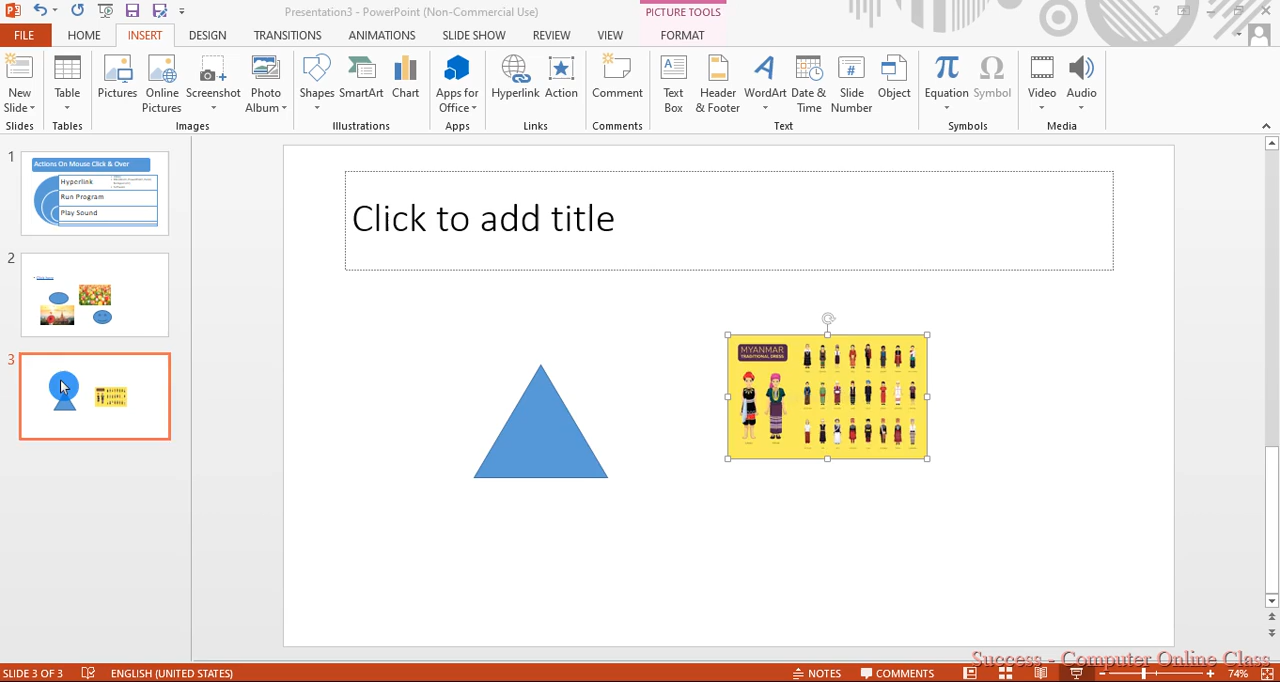 Presentation3 - PowerPoint (Non-Commercial Use)
PICTURE TOOLS
?
FILE
HOME
INSERT
DESIGN
TRANSITIONS
ANIMATIONS
SLIDE SHOW
REVIEW
VIEW
FORMAT
New Slide
Table
Pictures
Online Pictures
Screenshot
Photo Album
Shapes
SmartArt
Chart
Apps for Office
Hyperlink
Action
Comment
Text Box
Header & Footer
WordArt
Date & Time
Slide Number
Object
Equation
Symbol
Video
Audio
Slides
Tables
Images
Illustrations
Apps
Links
Comments
Text
Symbols
Media
1
Actions On Mouse Click & Over
Hyperlink
Run Program
Play Sound
2
3
Click to add title
MYANMAR
TRADITIONAL DRESS
SLIDE 3 OF 3
ENGLISH (UNITED STATES)
NOTES
COMMENTS
74%
Success - Computer Online Class